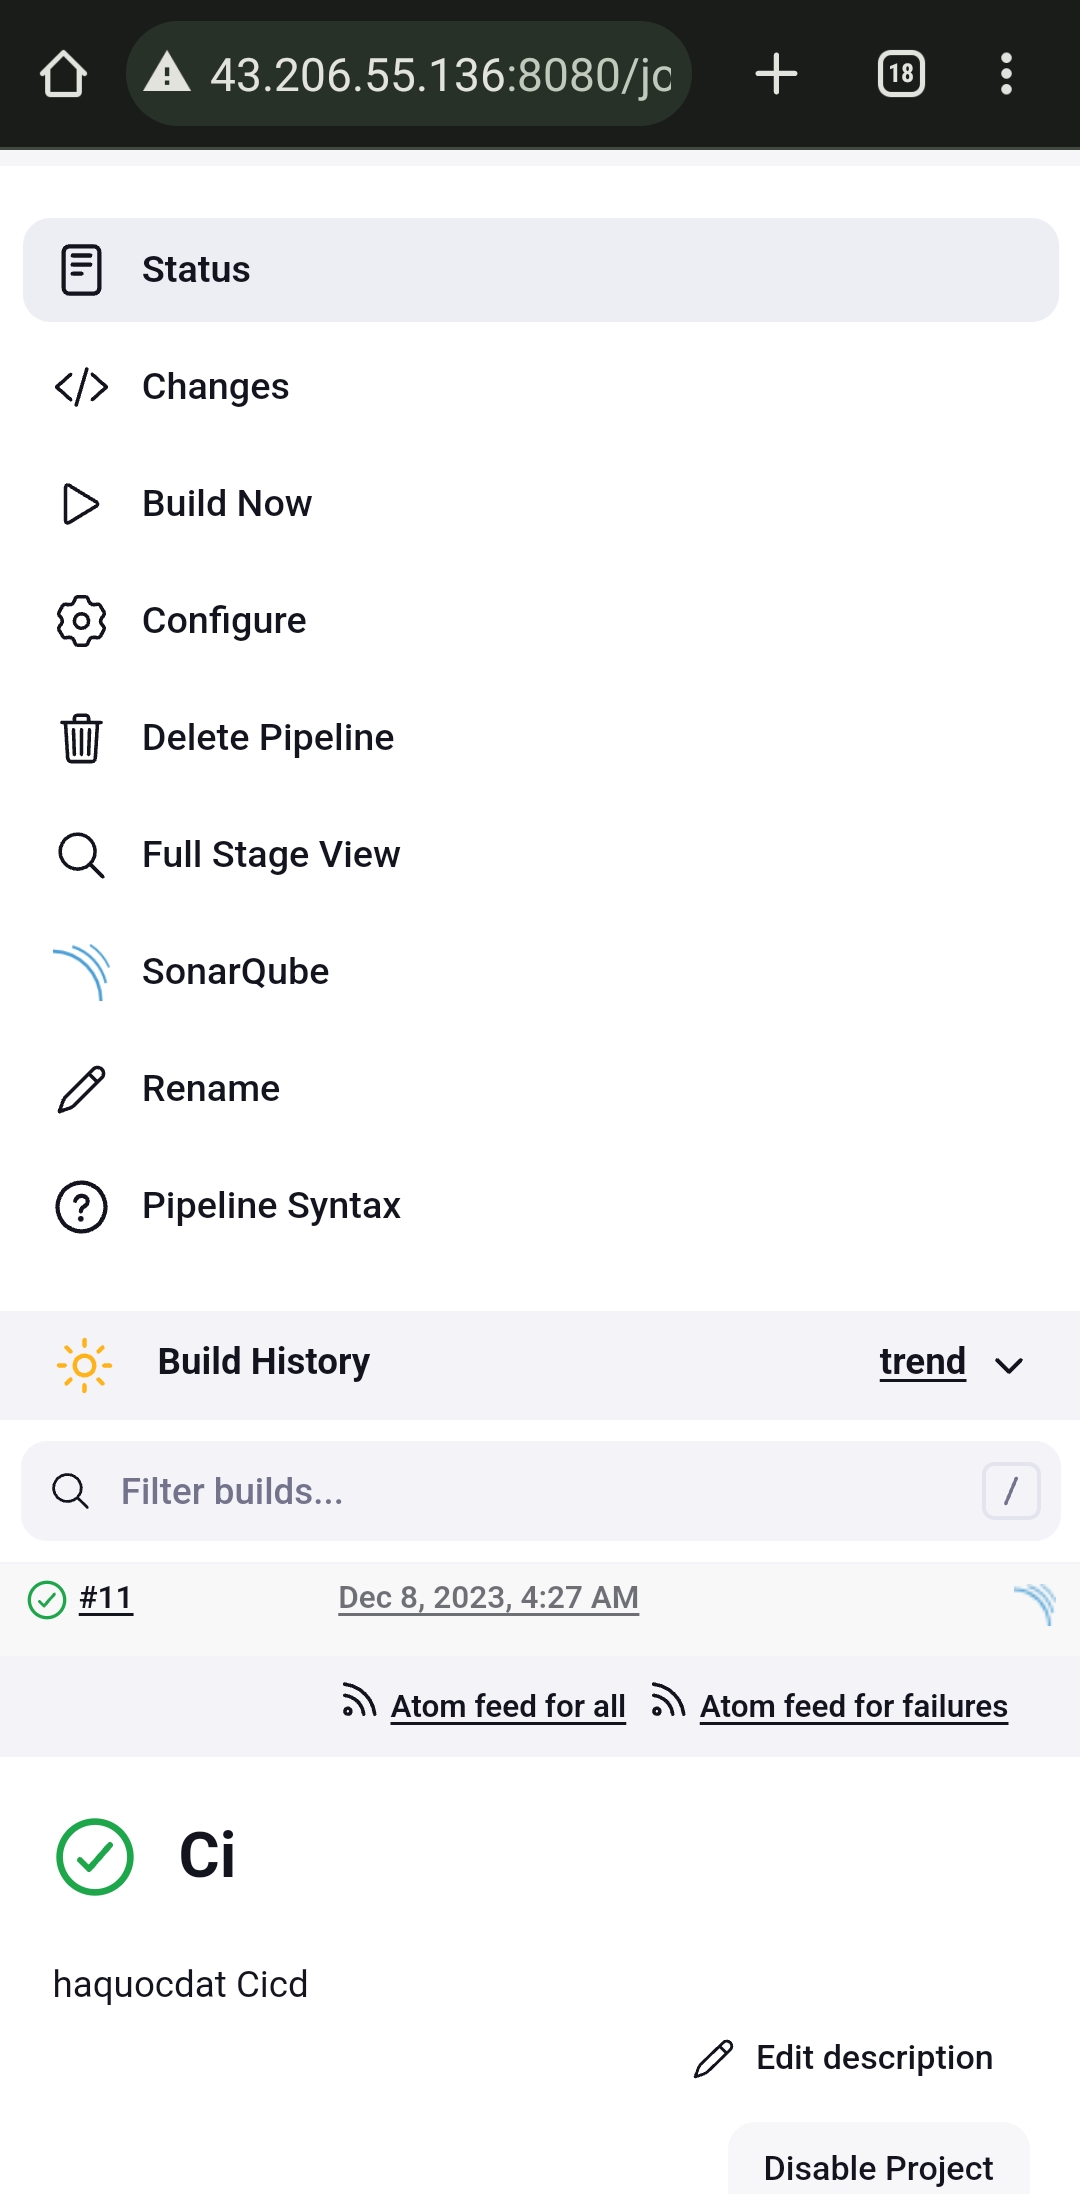 43.206.55.136:8080/jo
18
Status
Changes
Build Now
Configure
Delete Pipeline
Full Stage View
SonarQube
Rename
Pipeline Syntax
Build History trend
Filter builds... /
#11 Dec 8, 2023, 4:27 AM
Atom feed for all Atom feed for failures
Ci
haquocdat Cicd
Edit description
Disable Project